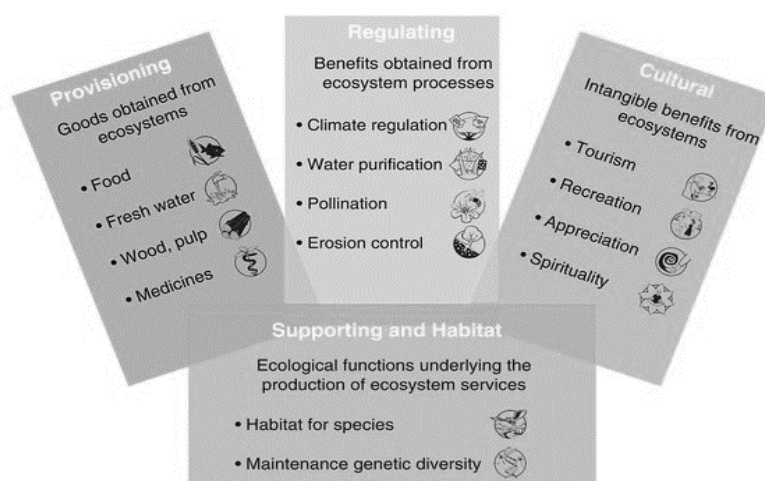 Provisioning
Goods obtained from
ecosystems
• Food
• Fresh water
• Wood, pulp
• Medicines
Regulating
Benefits obtained from
ecosystem processes
• Climate regulation
• Water purification
• Pollination
• Erosion control
Cultural
Intangible benefits from
ecosystems
• Tourism
• Recreation
• Appreciation
• Spirituality
Supporting and Habitat
Ecological functions underlying the
production of ecosystem services
• Habitat for species
• Maintenance genetic diversity